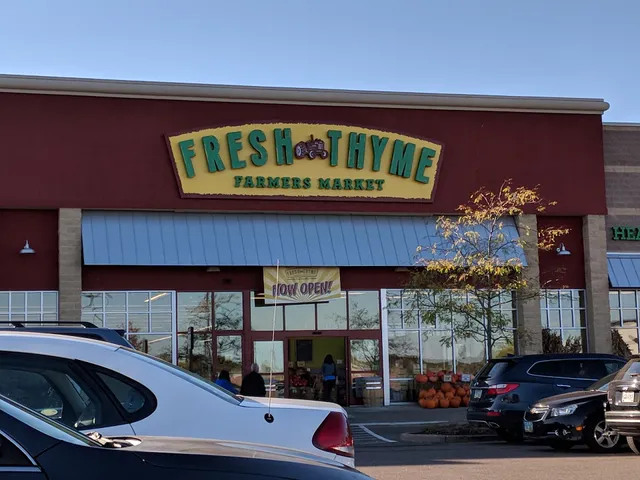 FRESH THYME
FARMERS MARKET
NOW OPEN!